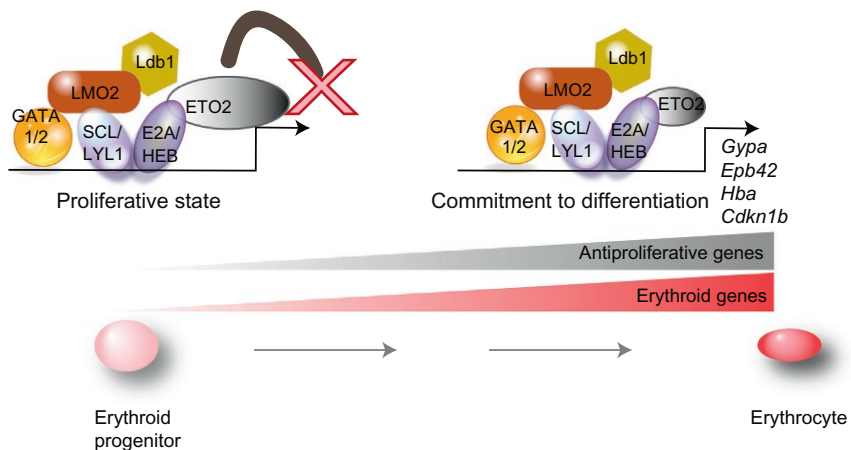 Ldb1
LMO2
ETO2
GATA
1/2
SCL/
LYL1
E2A/
HEB
Proliferative state
Ldb1
LMO2
ETO2
GATA
1/2
SCL/
LYL1
E2A/
HEB
Commitment to differentiation
Gypa
Epb42
Hba
Cdkn1b
Antiproliferative genes
Erythroid genes
Erythroid
progenitor
Erythrocyte